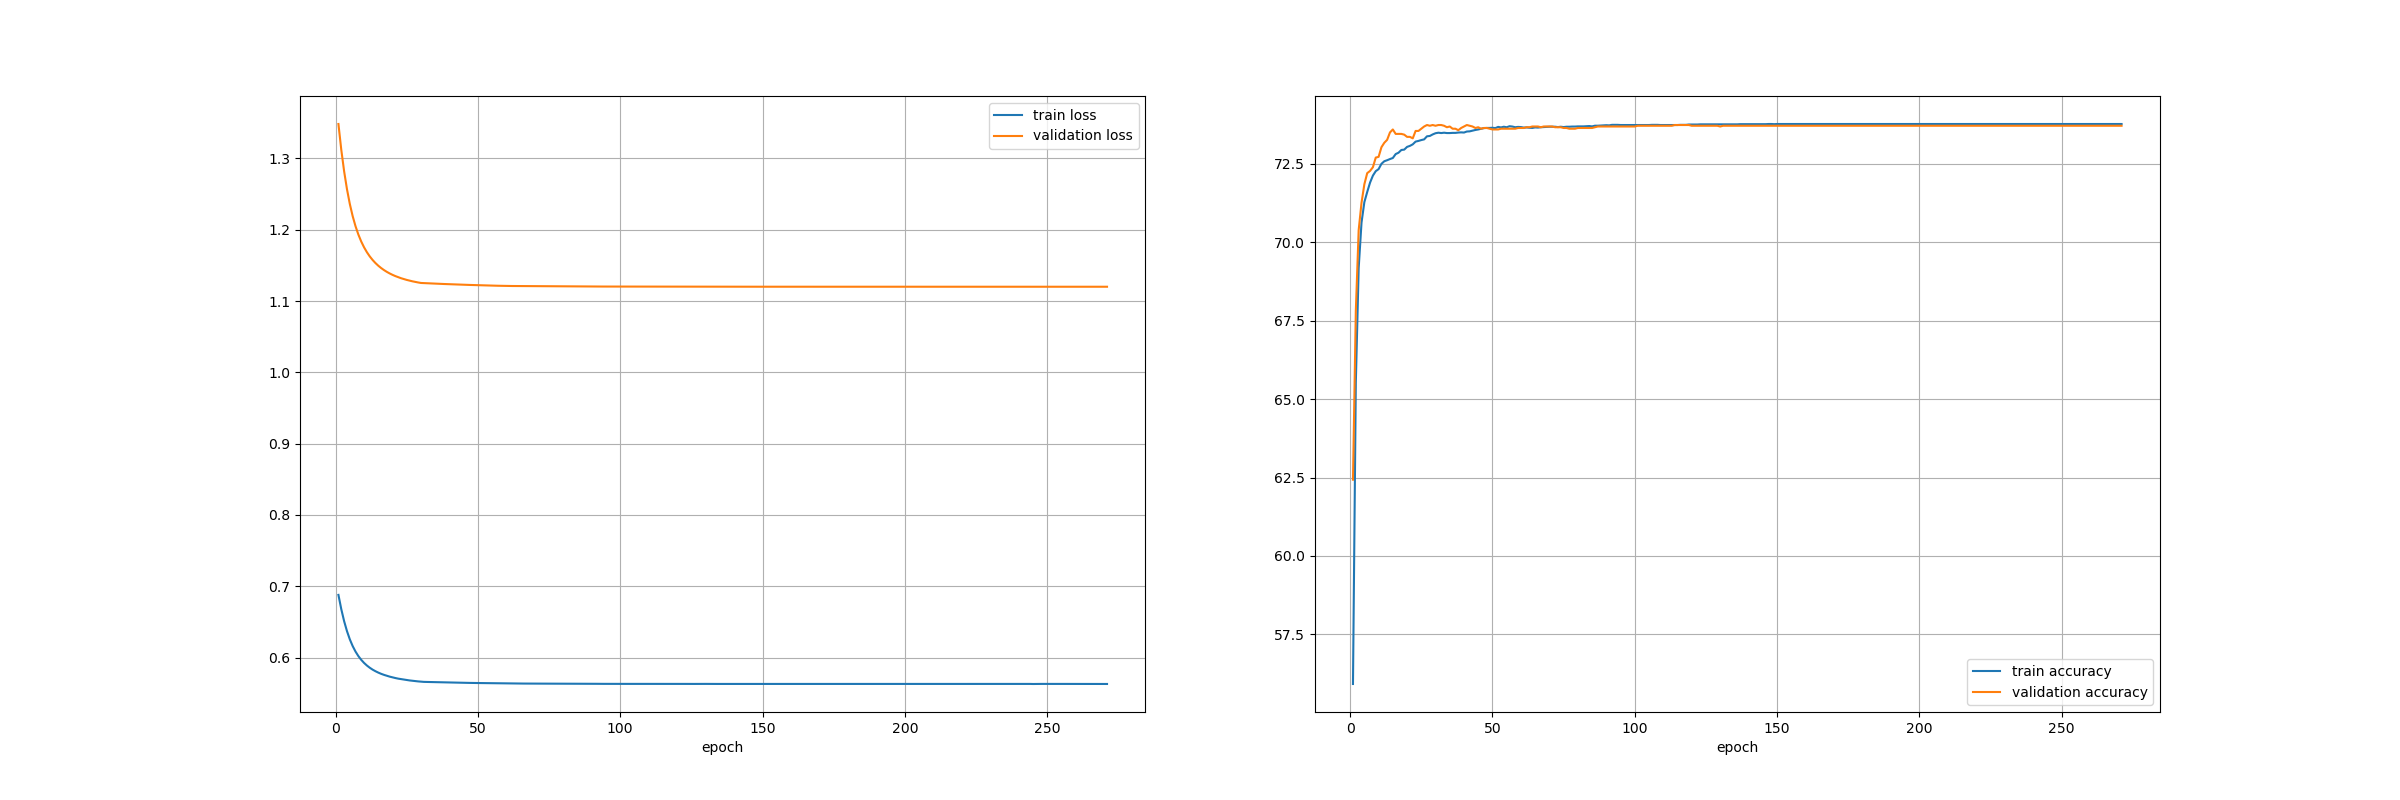 train loss
validation loss
1.3
1.2
1.1
1.0
0.9
0.8
0.7
0.6
0 50 100 150 200 250
epoch
72.5
70.0
67.5
65.0
62.5
60.0
57.5
train accuracy
validation accuracy
0 50 100 150 200 250
epoch